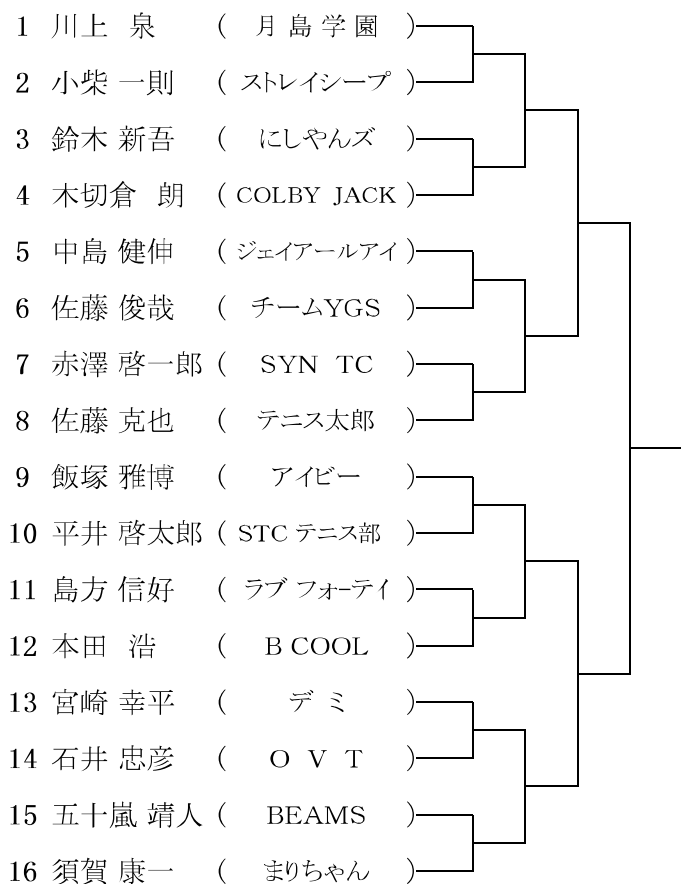 1 川上 泉 ( 月島学園 )
2 小柴 一則 ( ストレイシープ )
3 鈴木 新吾 ( にしやんズ )
4 木切倉 朗 ( COLBY JACK )
5 中島 健伸 ( ジェイアールアイ )
6 佐藤 俊哉 ( チームYGS )
7 赤澤 啓一郎 ( SYN TC )
8 佐藤 克也 ( テニス太郎 )
9 飯塚 雅博 ( アイビー )
10 平井 啓太郎 ( STC テニス部 )
11 島方 信好 ( ラブ フォーテイ )
12 本田 浩 ( B COOL )
13 宮崎 幸平 ( デミ )
14 石井 忠彦 ( O V T )
15 五十嵐 靖人 ( BEAMS )
16 須賀 康一 ( まりちゃん )